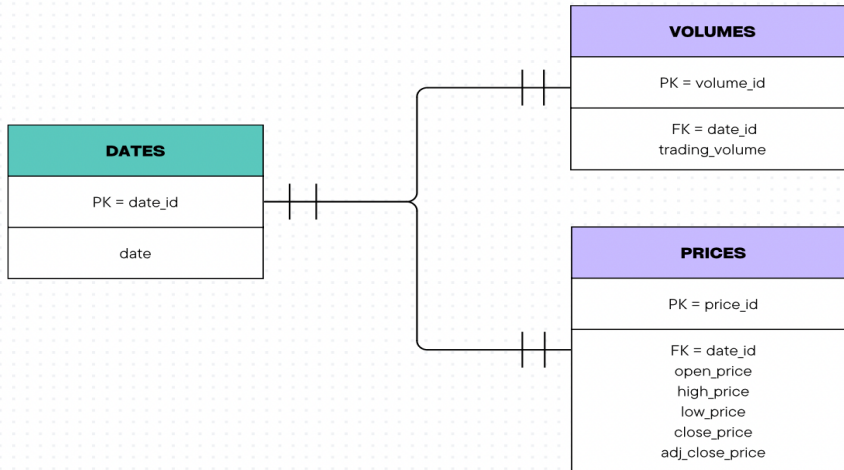 DATES
PK = date_id
date
VOLUMES
PK = volume_id
FK = date_id
trading_volume
PRICES
PK = price_id
FK = date_id
open_price
high_price
low_price
close_price
adj_close_price